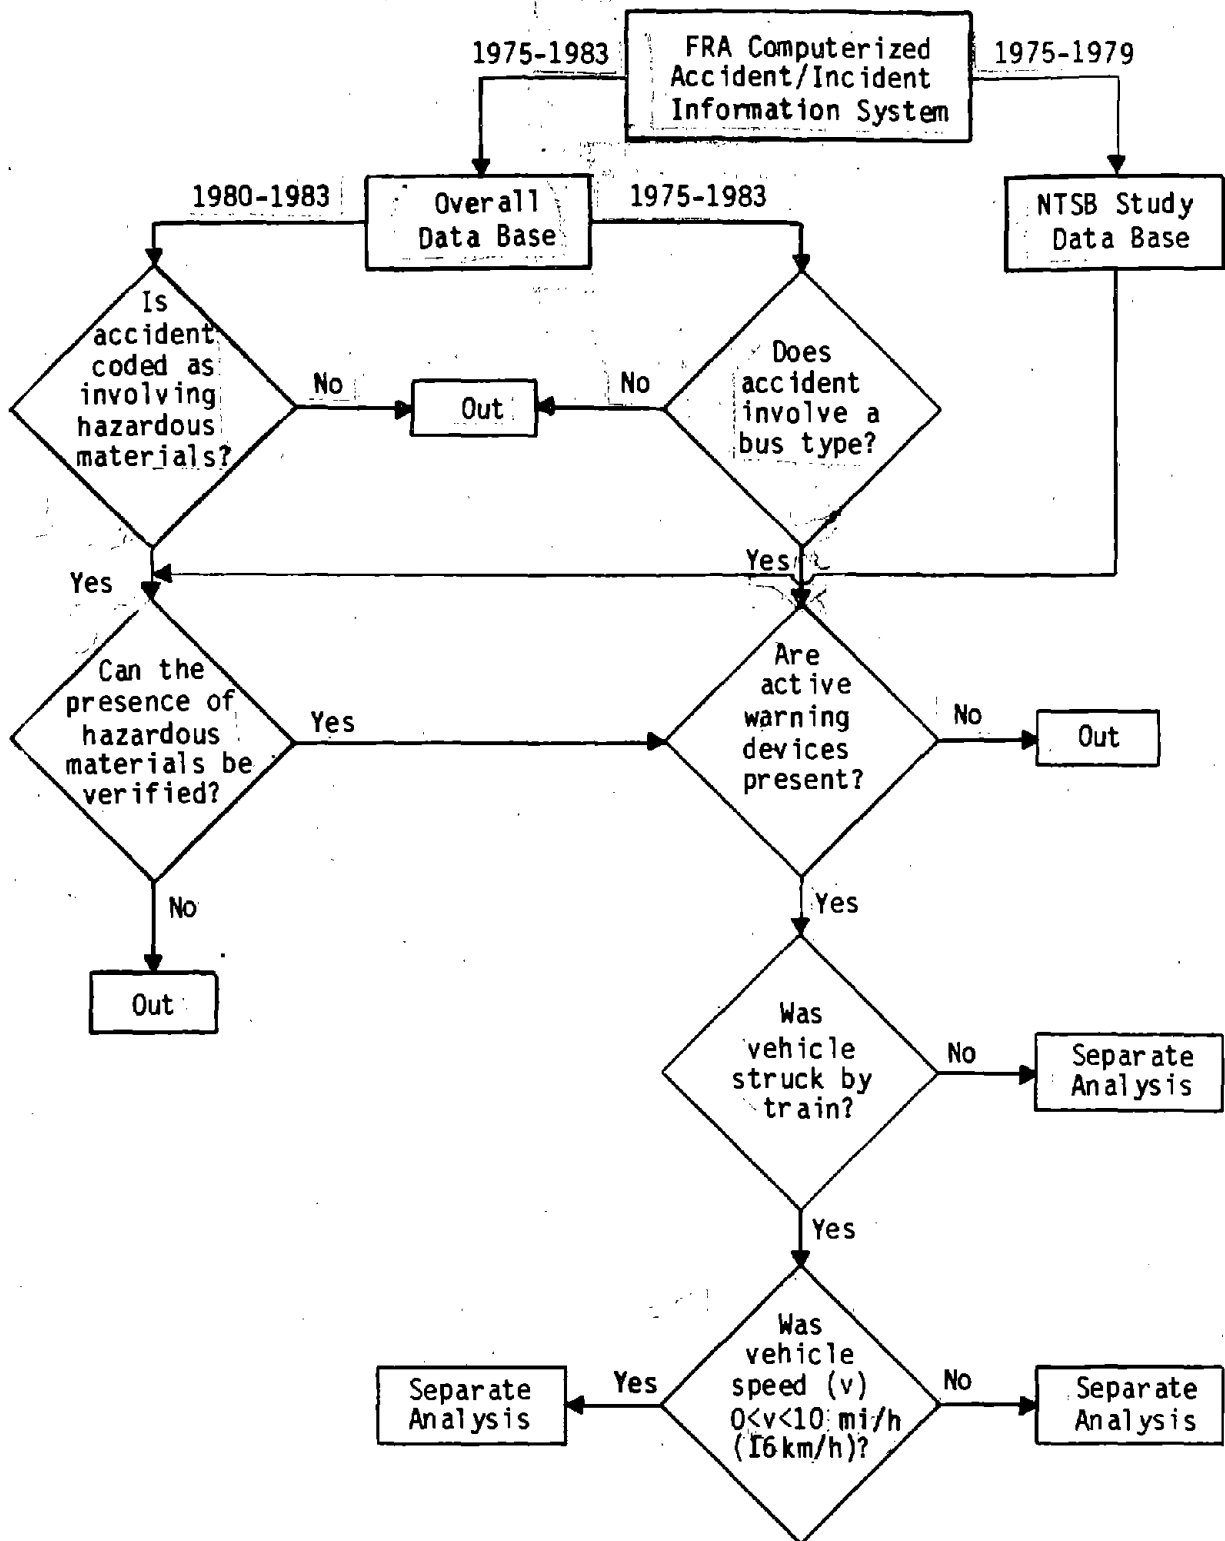 1975-1983
FRA Computerized
Accident/Incident
Information System
1975-1979
1980-1983
Overall
Data Base
1975-1983
NTSB Study
Data Base
Is
accident
coded as
involving
hazardous
materials?
No
Out
No
Does
accident
involve a
bus type?
Yes
Yes
Can the
presence of
hazardous
materials be
verified?
Yes
Are
active
warning
devices
present?
No
Out
No
Out
Yes
Was
vehicle
struck by
train?
No
Separate
Analysis
Yes
Was
vehicle
speed (v)
0<v<10 mi/h
(16km/h)?
Yes
Separate
Analysis
No
Separate
Analysis